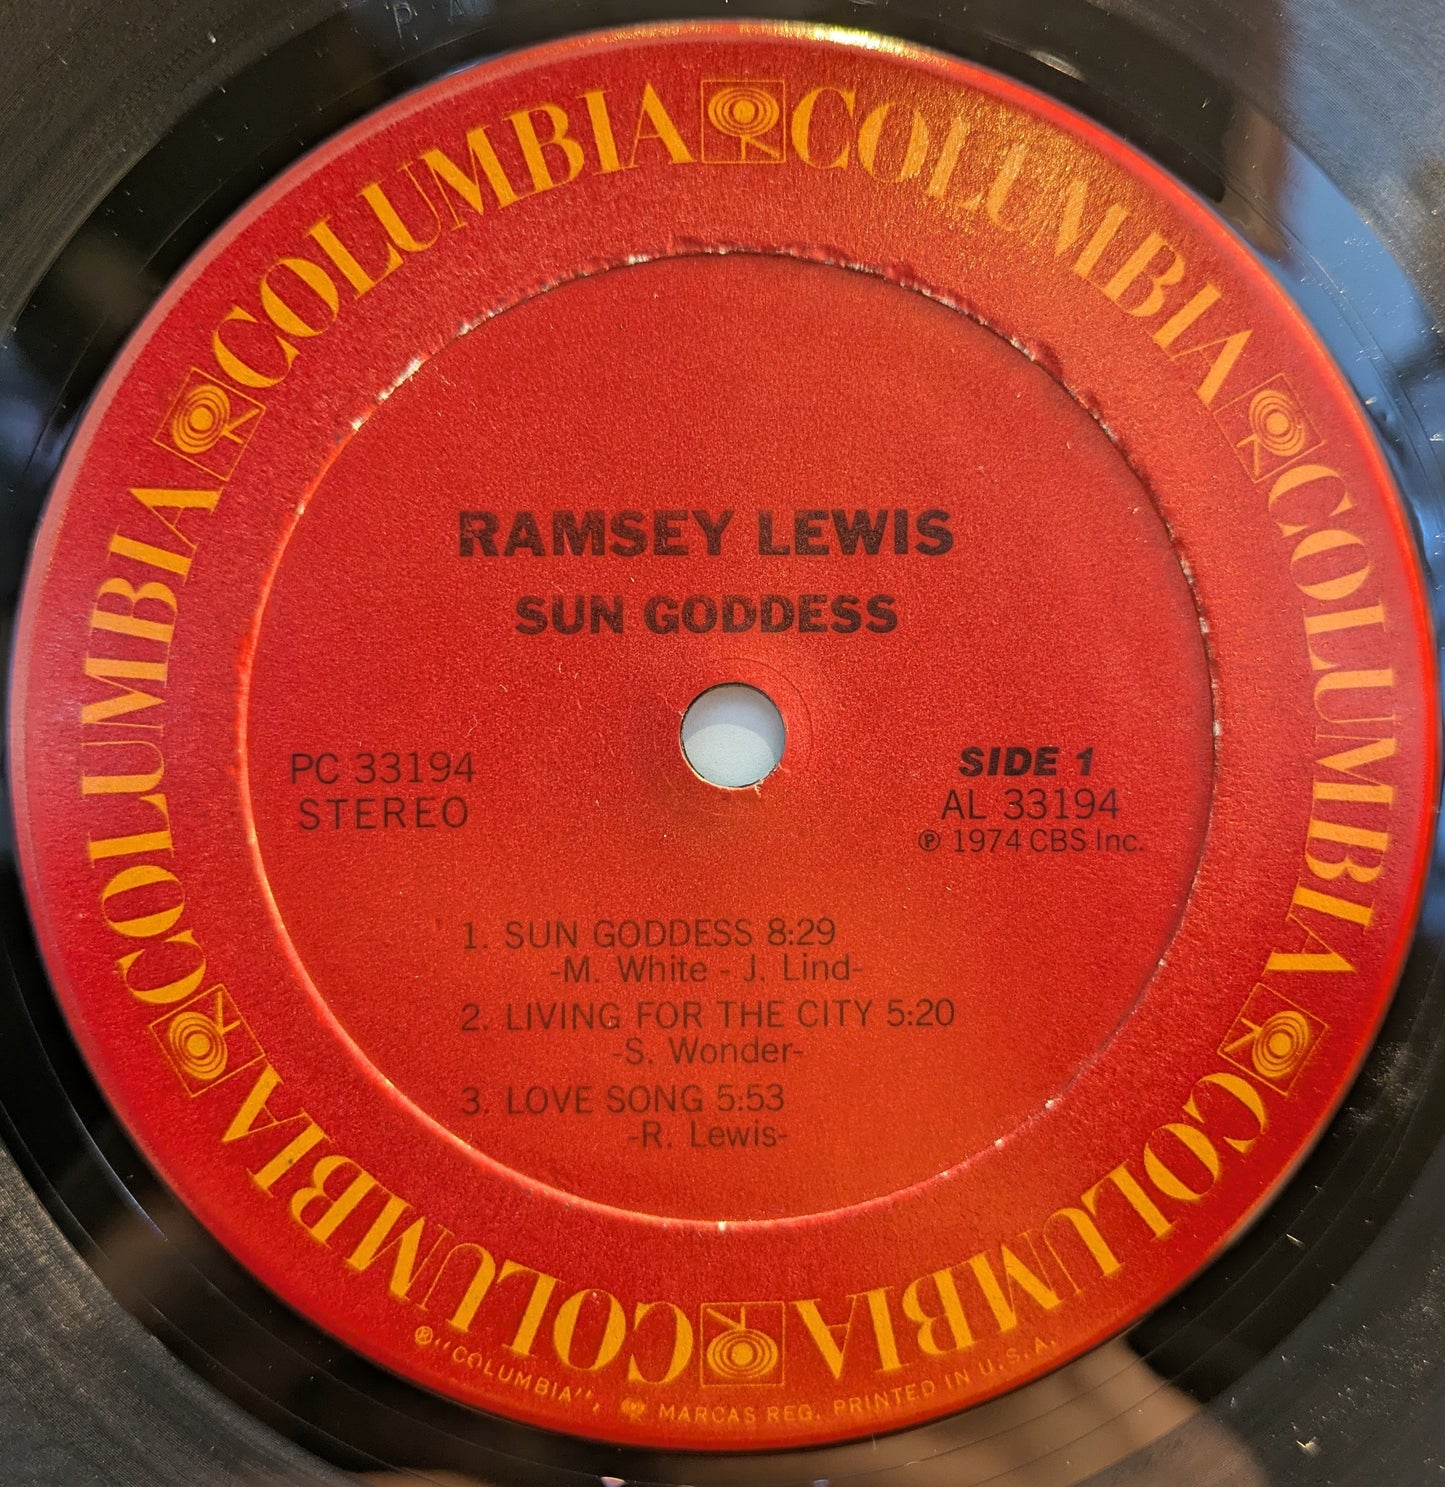 COLUMBIA COLUMBIA COLUMBIA COLUMBIA COLUMBIA COLUMBIA
RAMSEY LEWIS
SUN GODDESS
PC 33194
STEREO
SIDE 1
AL 33194
℗ 1974 CBS Inc.
1. SUN GODDESS 8:29
-M. White - J. Lind-
2. LIVING FOR THE CITY 5:20
-S. Wonder-
3. LOVE SONG 5:53
-R. Lewis-
®"COLUMBIA", MARCAS REG. PRINTED IN U.S.A.